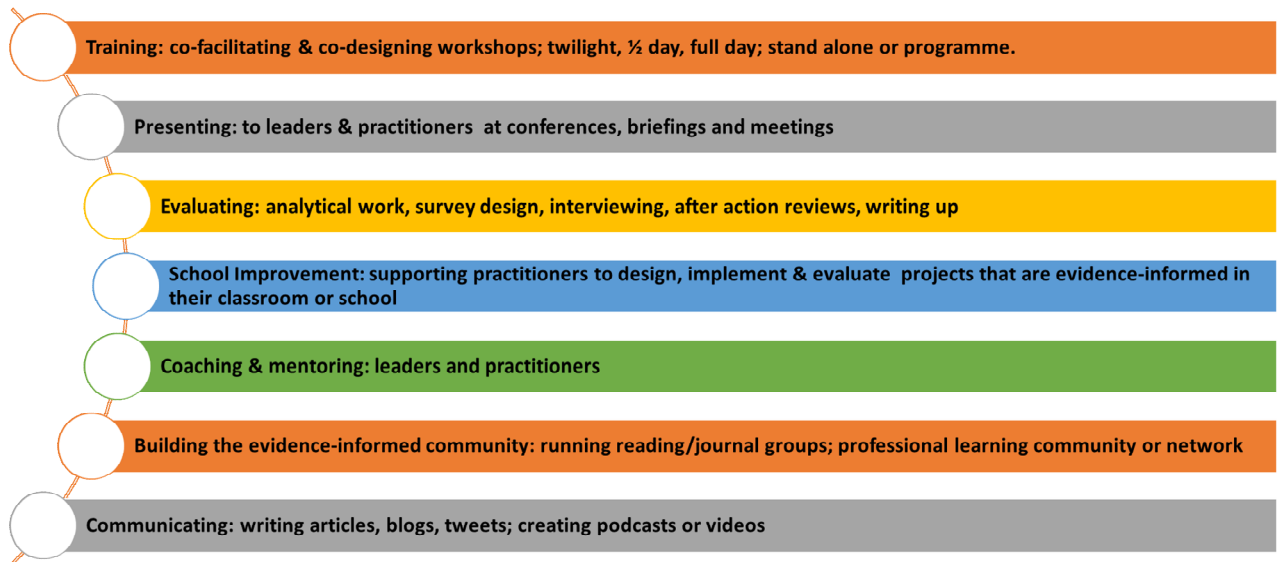 Training: co-facilitating & co-designing workshops; twilight, ½ day, full day; stand alone or programme.
Presenting: to leaders & practitioners at conferences, briefings and meetings
Evaluating: analytical work, survey design, interviewing, after action reviews, writing up
School Improvement: supporting practitioners to design, implement & evaluate projects that are evidence-informed in
their classroom or school
Coaching & mentoring: leaders and practitioners
Building the evidence-informed community: running reading/journal groups; professional learning community or network
Communicating: writing articles, blogs, tweets; creating podcasts or videos